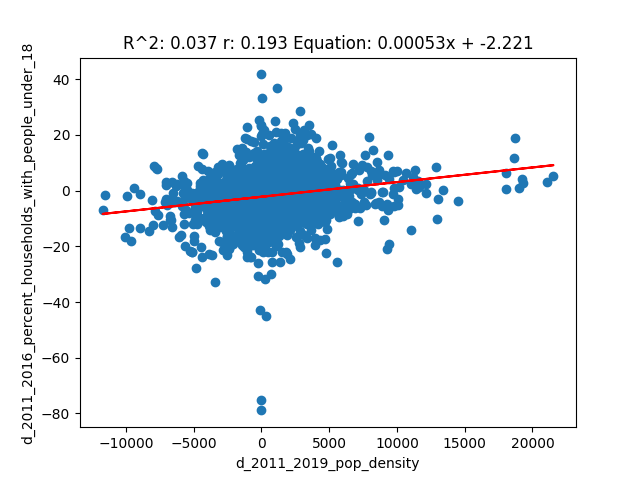 R^2: 0.037 r: 0.193 Equation: 0.00053x + -2.221
d_2011_2016_percent_households_with_people_under_18
40
20
0
−20
−40
−60
−80
−10000 −5000 0 5000 10000 15000 20000
d_2011_2019_pop_density